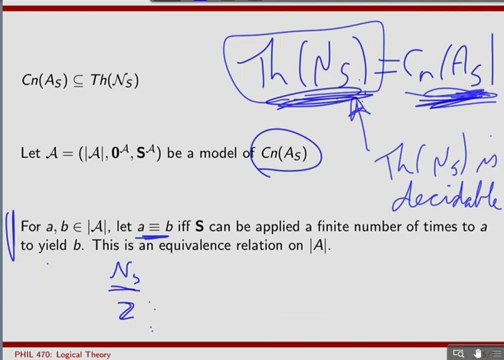 Cn(A_S) ⊆ Th(𝒩_S)
Th(N_S) = Cn(A_S)
Let 𝒜 = (|𝒜|, 0^𝒜, S^𝒜) be a model of Cn(A_S)
Th(N_S) is
decidable
For a, b ∈ |𝒜|, let a ≡ b iff S can be applied a finite number of times to a
to yield b. This is an equivalence relation on |A|.
N_S
Z
PHIL 470: Logical Theory